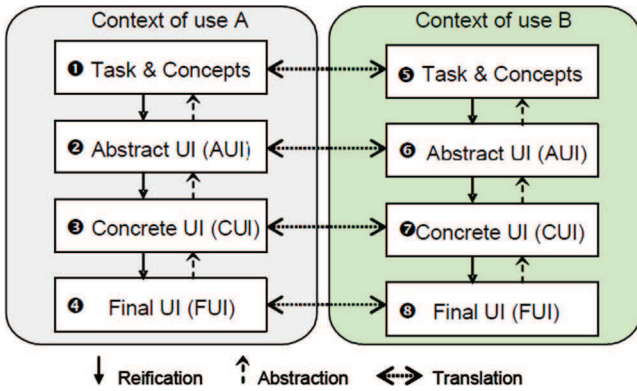 Context of use A
❶ Task & Concepts
❷ Abstract UI (AUI)
❸ Concrete UI (CUI)
❹ Final UI (FUI)
Context of use B
❺ Task & Concepts
❻ Abstract UI (AUI)
❼Concrete UI (CUI)
❽ Final UI (FUI)
Reification
Abstraction
Translation